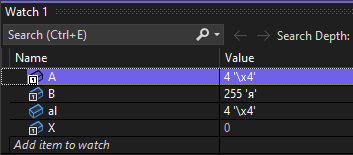 Watch 1
Search (Ctrl+E) Search Depth:
Name Value
A 4 '\x4'
B 255 'я'
al 4 '\x4'
X 0
Add item to watch